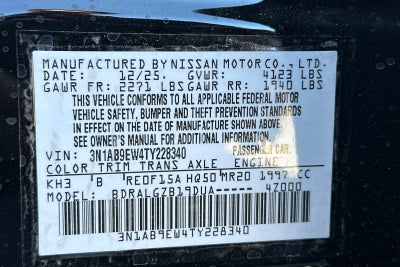 MANUFACTURED BY NISSAN MOTOR CO., LTD.
DATE: 12/25. GVWR: 4123 LBS
GAWR FR: 2271 LBS GAWR RR: 1940 LBS
THIS VEHICLE CONFORMS TO ALL APPLICABLE FEDERAL MOTOR
VEHICLE SAFETY, BUMPER AND THEFT PREVENTION STANDARDS
IN EFFECT ON THE DATE OF MANUFACTURE SHOWN ABOVE.
SEE OWNER'S MANUAL FOR ADDITIONAL INFORMATION.
VIN: 3N1AB9EW4TY228340 PASSENGER CAR.
COLOR TRIM TRANS AXLE ENGINE
KH3 B RE0F15A HQ50 MR20 1997 CC
MODEL: BDRALGZB19DUA----- 4Z000
3N1AB9EW4TY228340